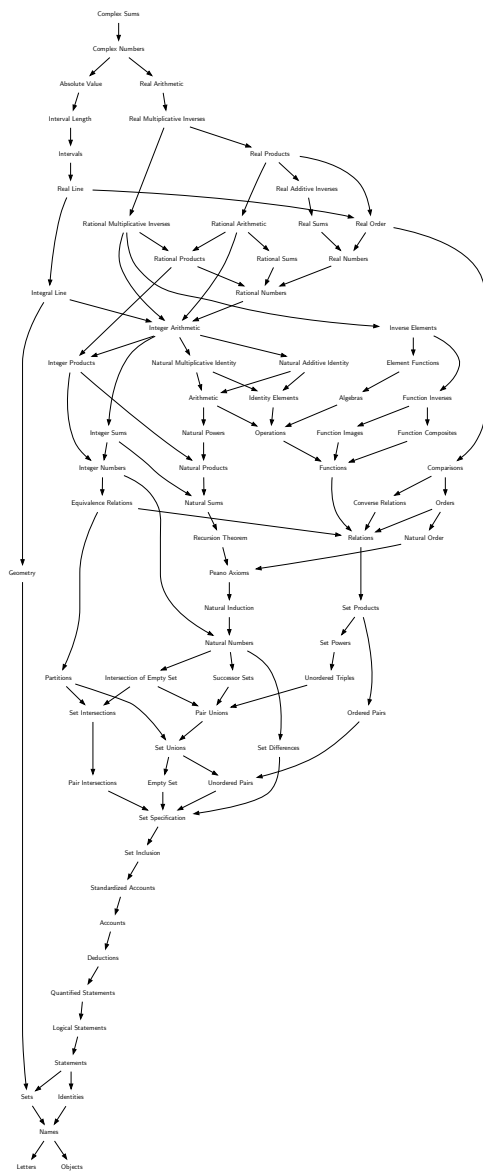 Complex Sums
Complex Numbers
Absolute Value
Real Arithmetic
Interval Length
Real Multiplicative Inverses
Intervals
Real Products
Real Line
Real Additive Inverses
Rational Multiplicative Inverses
Rational Arithmetic
Real Sums
Real Order
Rational Products
Rational Sums
Real Numbers
Integral Line
Rational Numbers
Integer Arithmetic
Inverse Elements
Integer Products
Natural Multiplicative Identity
Natural Additive Identity
Element Functions
Arithmetic
Identity Elements
Algebras
Function Inverses
Integer Sums
Natural Powers
Operations
Function Images
Function Composites
Integer Numbers
Natural Products
Functions
Comparisons
Equivalence Relations
Natural Sums
Converse Relations
Orders
Recursion Theorem
Relations
Natural Order
Geometry
Peano Axioms
Natural Induction
Set Products
Natural Numbers
Set Powers
Partitions
Intersection of Empty Set
Successor Sets
Unordered Triples
Set Intersections
Pair Unions
Ordered Pairs
Set Unions
Set Differences
Pair Intersections
Empty Set
Unordered Pairs
Set Specification
Set Inclusion
Standardized Accounts
Accounts
Deductions
Quantified Statements
Logical Statements
Statements
Sets
Identities
Names
Letters
Objects